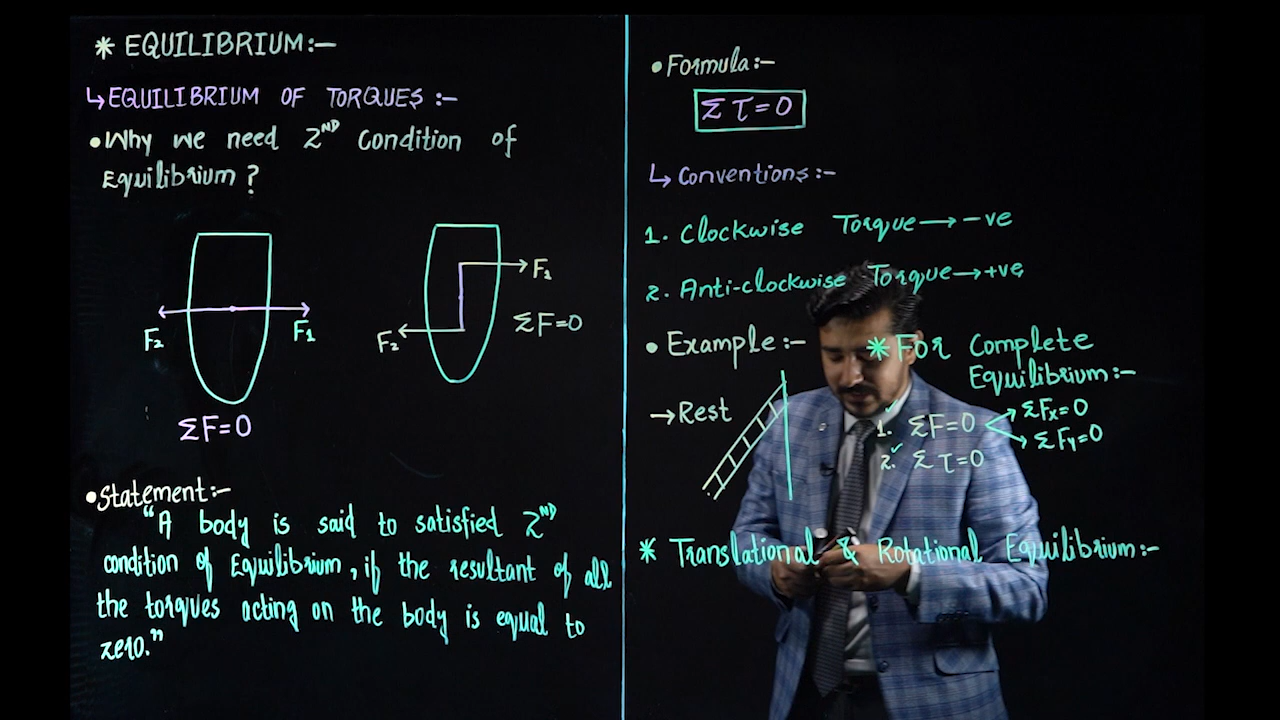 * EQUILIBRIUM:-
↳ EQUILIBRIUM OF TORQUES:-
• Why we need 2ND Condition of
Equilibrium?
F2
F1
ΣF=0
F1
F2
ΣF=0
• Statement:-
"A body is said to satisfied 2ND
condition of Equilibrium, if the resultant of all
the torques acting on the body is equal to
zero."
• Formula:-
Σ τ = 0
↳ Conventions:-
1. Clockwise Torque → -ve
2. Anti-clockwise Torque → +ve
• Example:-
→ Rest
* For Complete
Equilibrium:-
1. ΣF=0
ΣFx=0
ΣFy=0
2. Στ=0
* Translational & Rotational Equilibrium:-